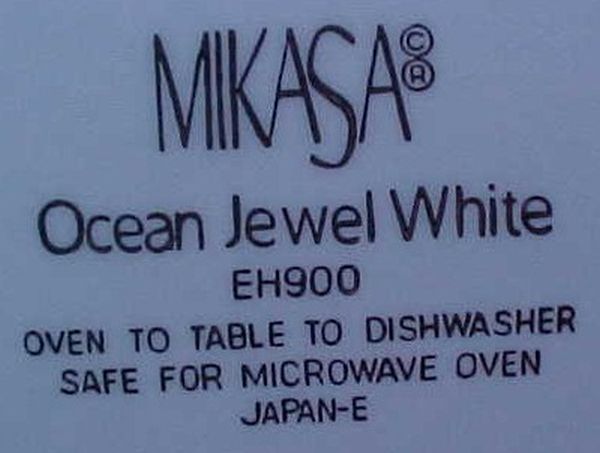 MIKASA©®
Ocean Jewel White
EH900
OVEN TO TABLE TO DISHWASHER
SAFE FOR MICROWAVE OVEN
JAPAN-E